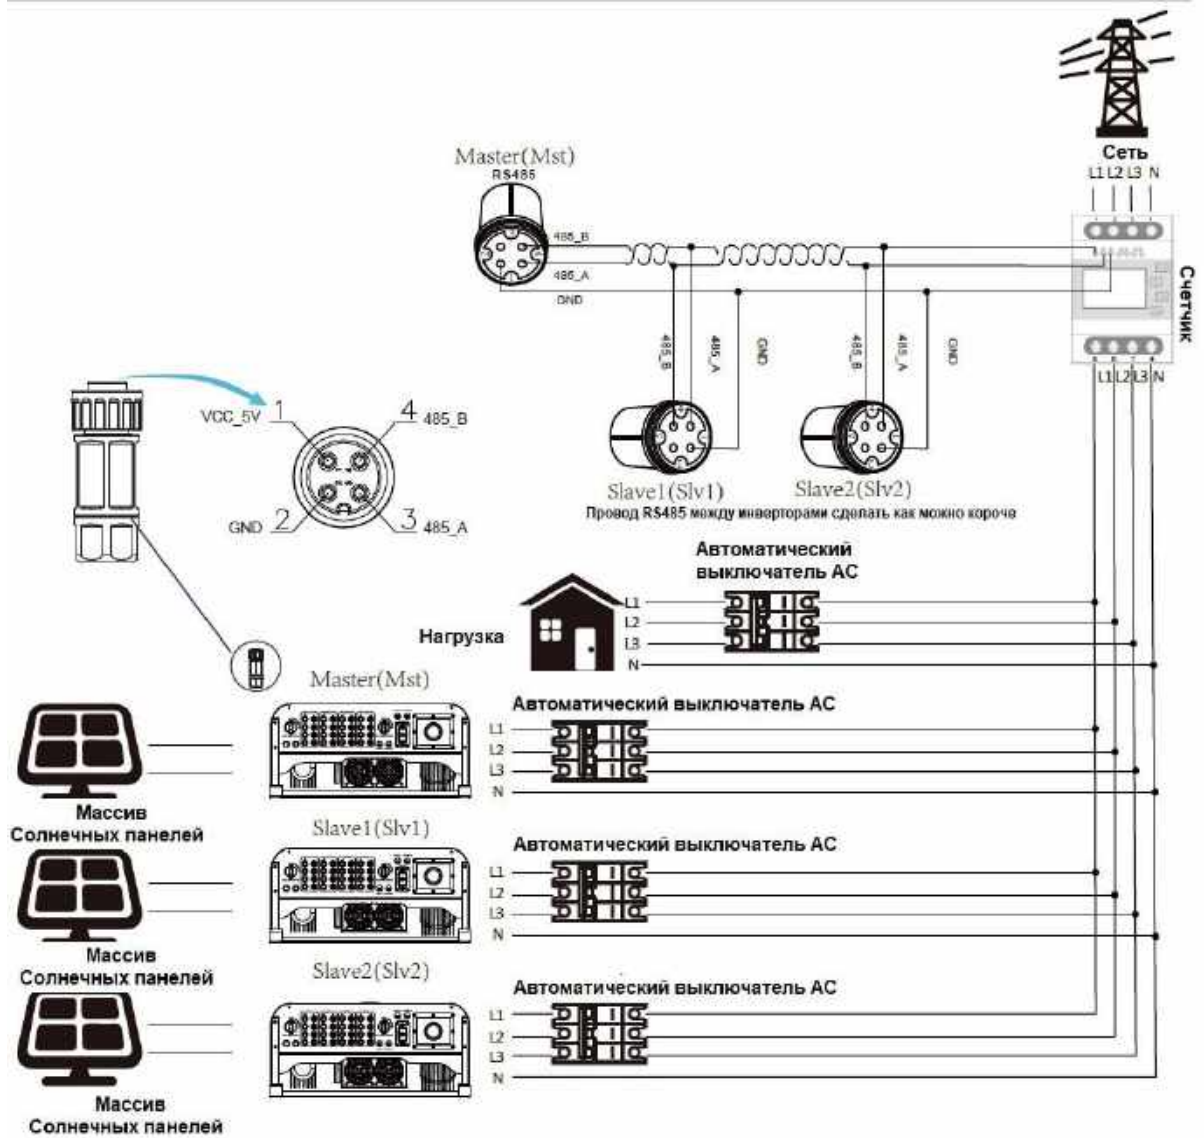 Сеть
L1 L2 L3 N
Master(Mst)
RS485
485_B
485_A
GND
Счетчик
485_B
485_A
GND
485_B
485_A
GND
L1 L2 L3 N
VCC_5V 1
4 485_B
GND 2
3 485_A
Slave1(Slv1)
Slave2(Slv2)
Провод RS485 между инверторами сделать как можно короче
Автоматический
выключатель АС
Нагрузка
L1
L2
L3
N
Master(Mst)
Автоматический выключатель АС
L1
L2
L3
N
Массив
Солнечных панелей
Slave1(Slv1)
Автоматический выключатель АС
L1
L2
L3
N
Массив
Солнечных панелей
Slave2(Slv2)
Автоматический выключатель АС
L1
L2
L3
N
Массив
Солнечных панелей